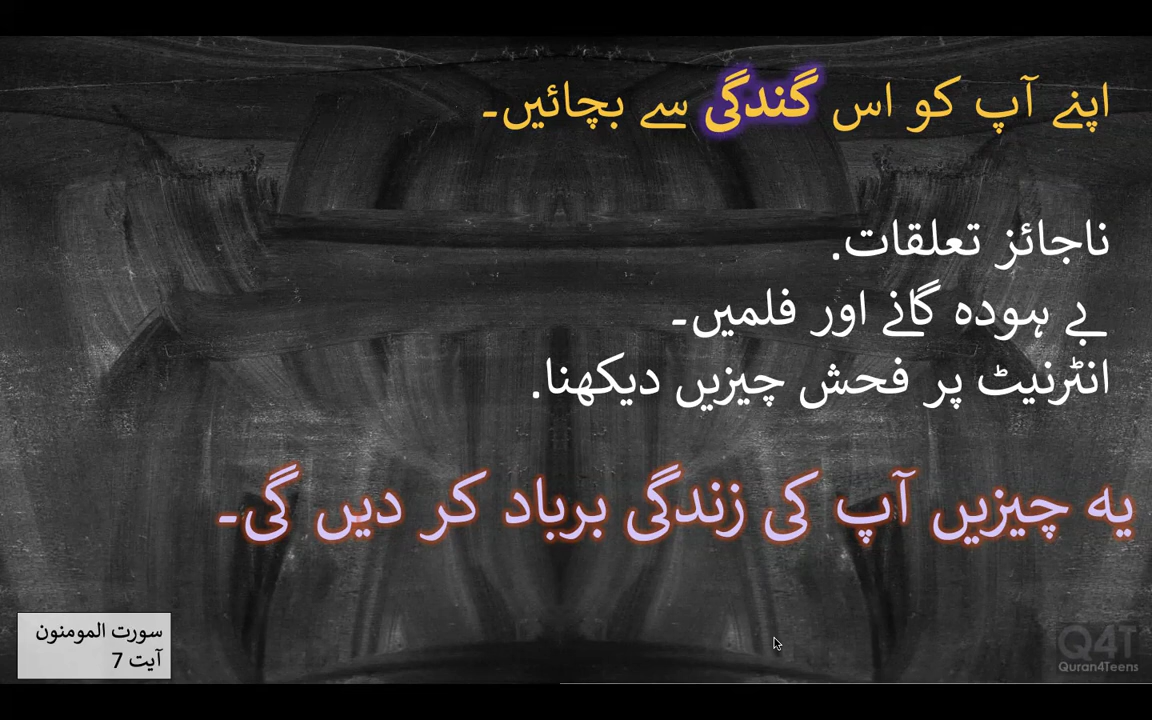 اپنے آپ کو اس گندگی سے بچائیں۔
ناجائز تعلقات.
بے ہودہ گانے اور فلمیں۔
انٹرنیٹ پر فحش چیزیں دیکھنا.
یہ چیزیں آپ کی زندگی برباد کر دیں گی۔
سورت المومنون
آیت 7
Q4T
Quran4Teens